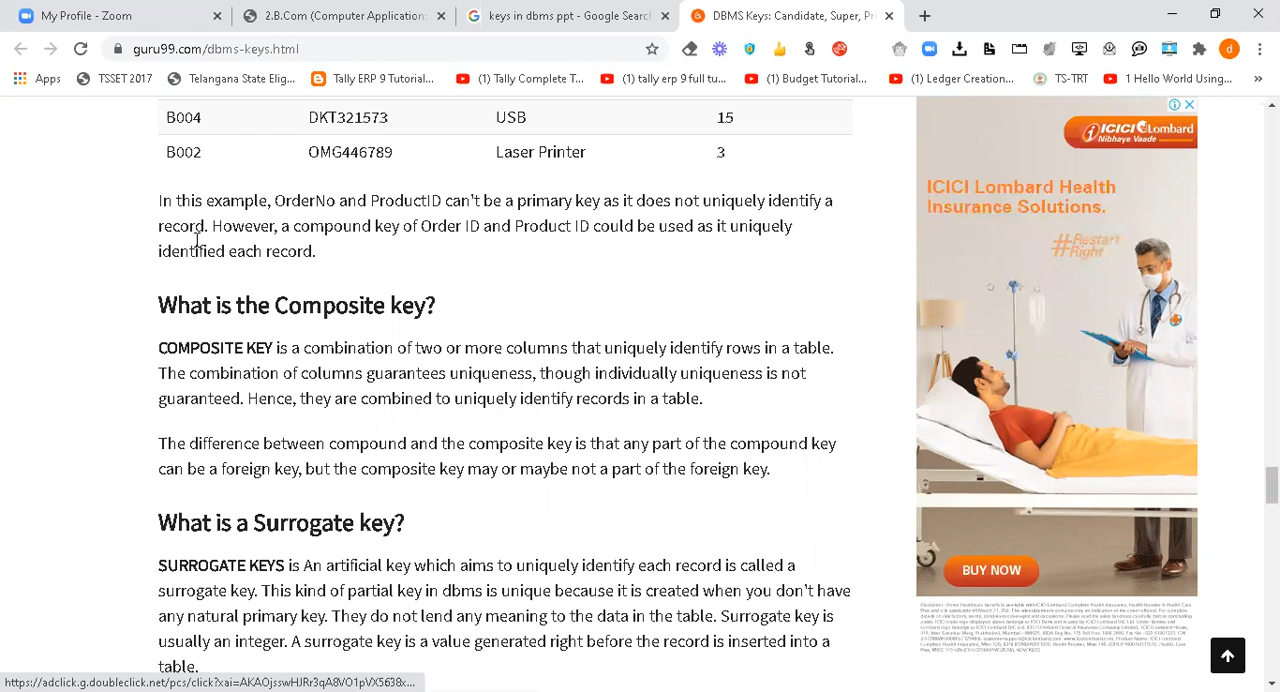 My Profile - Zoom
2.B.Com (Computer Application:
keys in dbms ppt - Google Search
DBMS Keys: Candidate, Super, Pri
guru99.com/dbms-keys.html
d
Apps
TSSET 2017
Telangana State Elig...
Tally ERP 9 Tutorial...
(1) Tally Complete T...
(1) tally erp 9 full tu...
(1) Budget Tutorial...
(1) Ledger Creation...
TS-TRT
1 Hello World Using...
B004 DKT321573 USB 15
B002 OMG446789 Laser Printer 3
In this example, OrderNo and ProductID can't be a primary key as it does not uniquely identify a
record. However, a compound key of Order ID and Product ID could be used as it uniquely
identified each record.
What is the Composite key?
COMPOSITE KEY is a combination of two or more columns that uniquely identify rows in a table.
The combination of columns guarantees uniqueness, though individually uniqueness is not
guaranteed. Hence, they are combined to uniquely identify records in a table.
The difference between compound and the composite key is that any part of the compound key
can be a foreign key, but the composite key may or maybe not a part of the foreign key.
What is a Surrogate key?
SURROGATE KEYS is An artificial key which aims to uniquely identify each record is called a
surrogate key. This kind of partial key in dbms is unique because it is created when you don't have
any natural primary key. They do not lend any meaning to the data in the table. Surrogate key is
usually an integer. A surrogate key is a value generated right before the record is inserted into a
table.
ICICI Lombard
Nibhaye Vaade
ICICI Lombard Health
Insurance Solutions.
#Restart
Right
BUY NOW
https://adclick.g.doubleclick.net/pcs/click?xai=AKAOjsv08x...